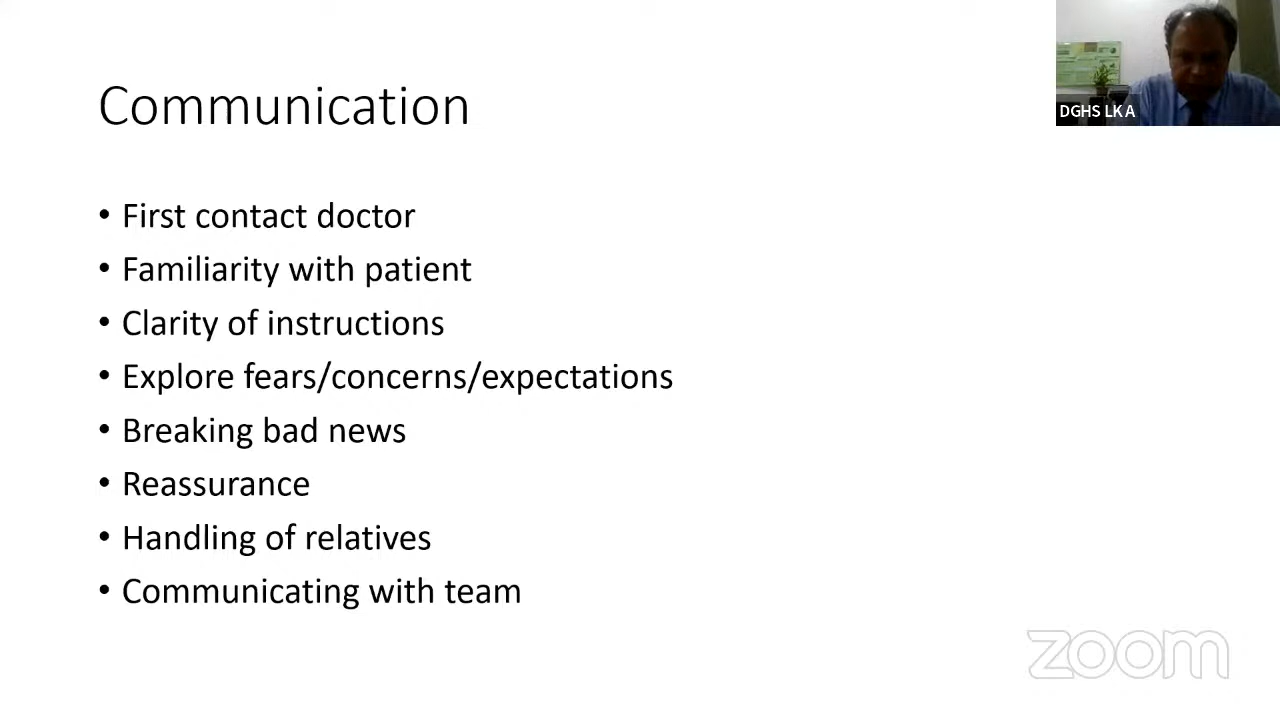 DGHS LKA
Communication
• First contact doctor
• Familiarity with patient
• Clarity of instructions
• Explore fears/concerns/expectations
• Breaking bad news
• Reassurance
• Handling of relatives
• Communicating with team
zoom